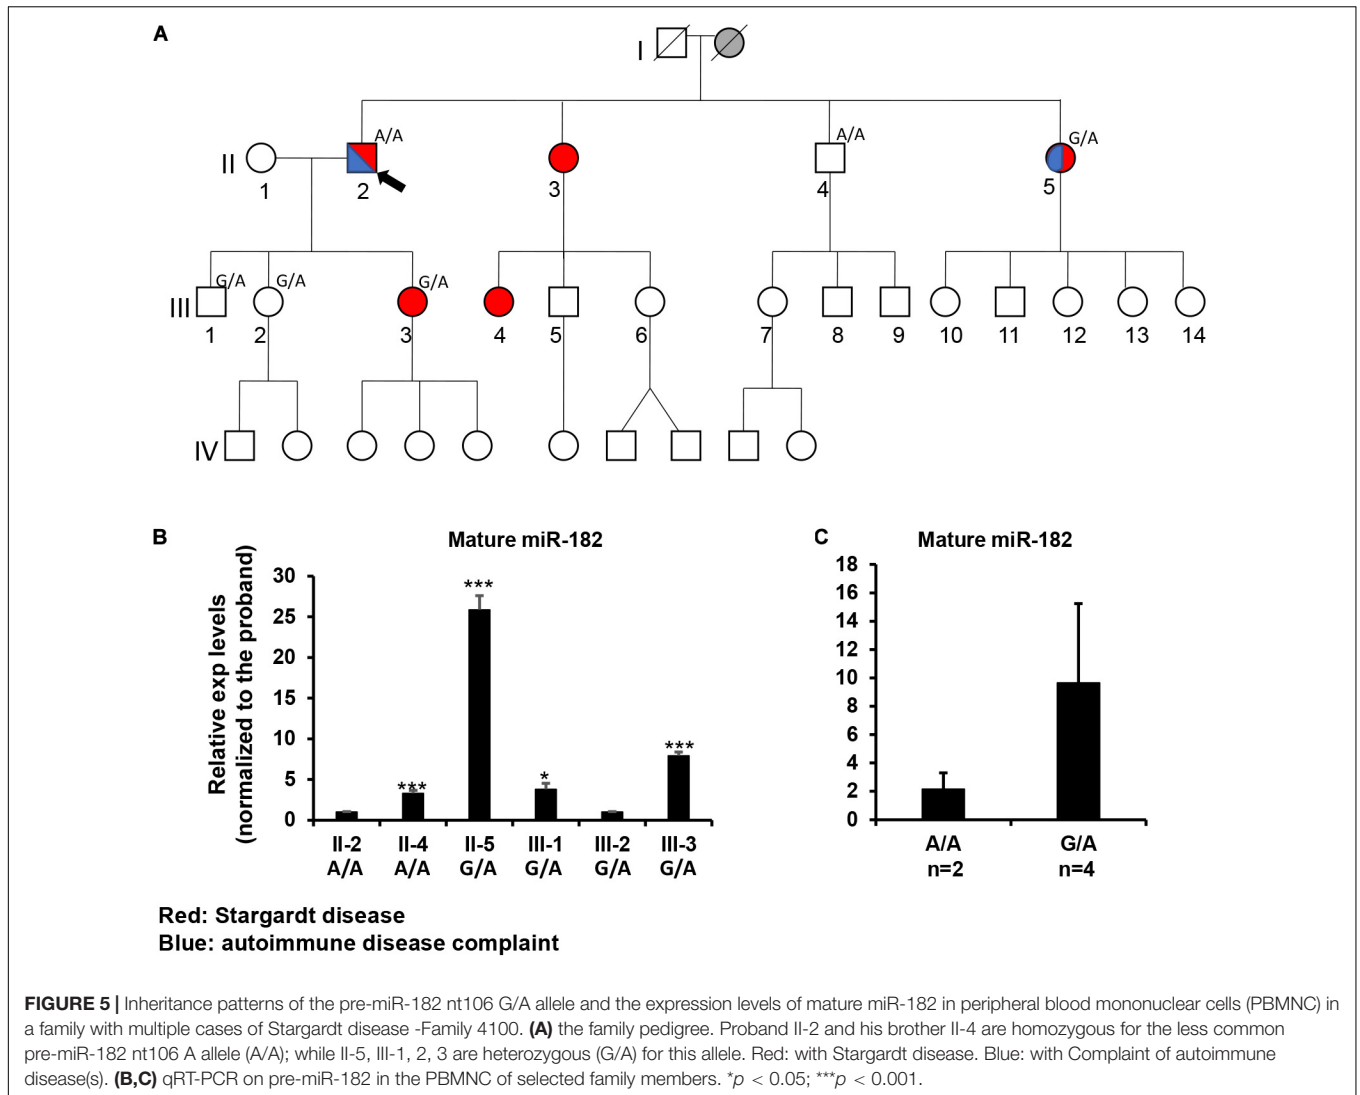 A
I
A/A
A/A
G/A
II
1
2
3
4
5
G/A
G/A
G/A
III
1
2
3
4
5
6
7
8
9
10
11
12
13
14
IV
B
Mature miR-182
Relative exp levels
(normalized to the proband)
30
25
20
15
10
5
0
***
***
*
***
II-2 II-4 II-5 III-1 III-2 III-3
A/A A/A G/A G/A G/A G/A
C
Mature miR-182
18
16
14
12
10
8
6
4
2
0
A/A G/A
n=2 n=4
Red: Stargardt disease
Blue: autoimmune disease complaint
FIGURE 5 | Inheritance patterns of the pre-miR-182 nt106 G/A allele and the expression levels of mature miR-182 in peripheral blood mononuclear cells (PBMNC) in
a family with multiple cases of Stargardt disease -Family 4100. (A) the family pedigree. Proband II-2 and his brother II-4 are homozygous for the less common
pre-miR-182 nt106 A allele (A/A); while II-5, III-1, 2, 3 are heterozygous (G/A) for this allele. Red: with Stargardt disease. Blue: with Complaint of autoimmune
disease(s). (B,C) qRT-PCR on pre-miR-182 in the PBMNC of selected family members. *p < 0.05; ***p < 0.001.